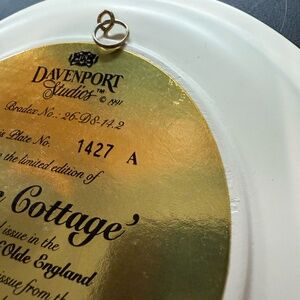 DAVENPORT
Studios™
© 1991
Bradex No.: 26-D8-14.2
Plate No. 1427 A
the limited edition of
Cottage'
issue in the
Olde England
issue from the